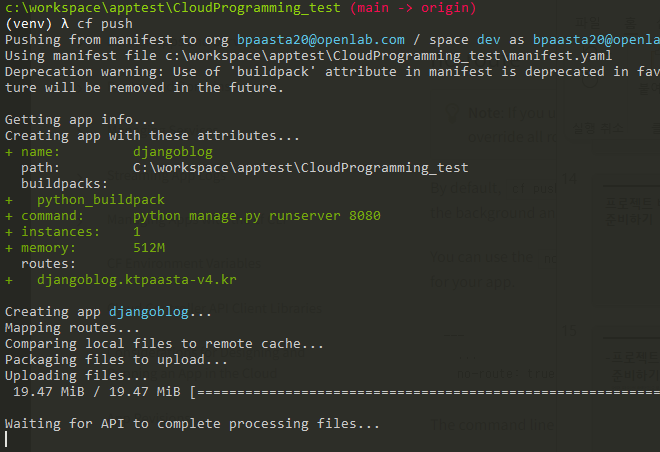 c:\workspace\apptest\CloudProgramming_test (main -> origin)
(venv) λ cf push
Pushing from manifest to org bpaasta20@openlab.com / space dev as bpaasta20@openla
Using manifest file c:\workspace\apptest\CloudProgramming_test\manifest.yaml
Deprecation warning: Use of 'buildpack' attribute in manifest is deprecated in fav
ture will be removed in the future.
Getting app info...
Creating app with these attributes...
+ name: djangoblog
path: C:\workspace\apptest\CloudProgramming_test
buildpacks:
+ python_buildpack
+ command: python manage.py runserver 8080
+ instances: 1
+ memory: 512M
routes:
+ djangoblog.ktpaasta-v4.kr
Creating app djangoblog...
Mapping routes...
Comparing local files to remote cache...
Packaging files to upload...
Uploading files...
19.47 MiB / 19.47 MiB [==========================================================
Waiting for API to complete processing files...